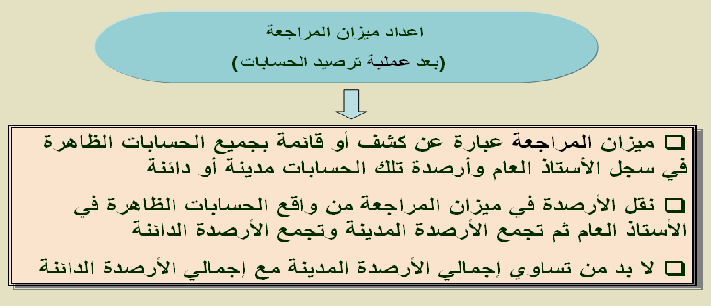 اعداد ميزان المراجعة
(بعد عملية ترصيد الحسابات)
ميزان المراجعة عبارة عن كشف أو قائمة بجميع الحسابات الظاهرة
في سجل الأستاذ العام وأرصدة تلك الحسابات مدينة أو دائنة
نقل الأرصدة في ميزان المراجعة من واقع الحسابات الظاهرة في
الأستاذ العام ثم تجمع الأرصدة المدينة وتجمع الأرصدة الدائنة
لا بد من تساوي إجمالي الأرصدة المدينة مع إجمالي الأرصدة الدائنة